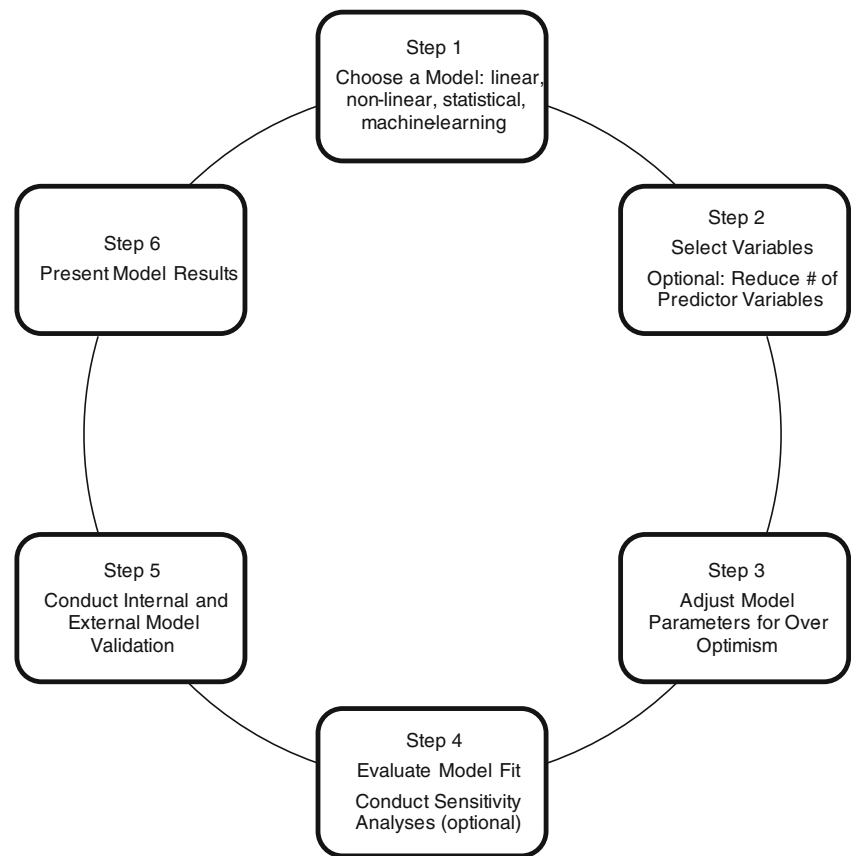 Step 1
Choose a Model: linear,
non-linear, statistical,
machinelearning
Step 2
Select Variables
Optional: Reduce # of
Predictor Variables
Step 3
Adjust Model
Parameters for Over
Optimism
Step 4
Evaluate Model Fit
Conduct Sensitivity
Analyses (optional)
Step 5
Conduct Internal and
External Model
Validation
Step 6
Present Model Results